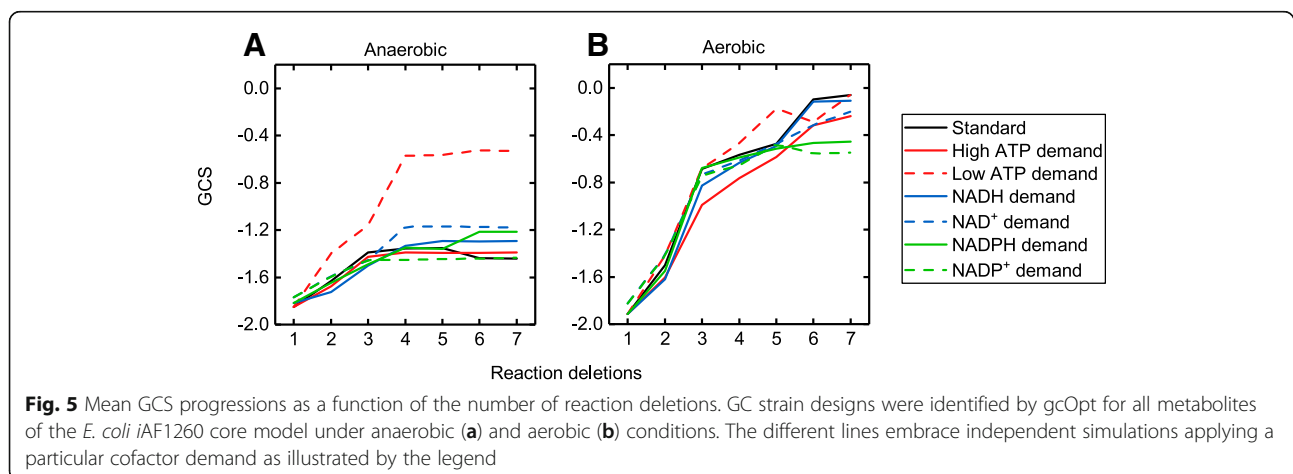 A
Anaerobic
B
Aerobic
GCS
0.0
-0.4
-0.8
-1.2
-1.6
-2.0
1 2 3 4 5 6 7
0.0
-0.4
-0.8
-1.2
-1.6
-2.0
1 2 3 4 5 6 7
Reaction deletions
Standard
High ATP demand
Low ATP demand
NADH demand
NAD⁺ demand
NADPH demand
NADP⁺ demand
Fig. 5 Mean GCS progressions as a function of the number of reaction deletions. GC strain designs were identified by gcOpt for all metabolites
of the E. coli iAF1260 core model under anaerobic (a) and aerobic (b) conditions. The different lines embrace independent simulations applying a
particular cofactor demand as illustrated by the legend